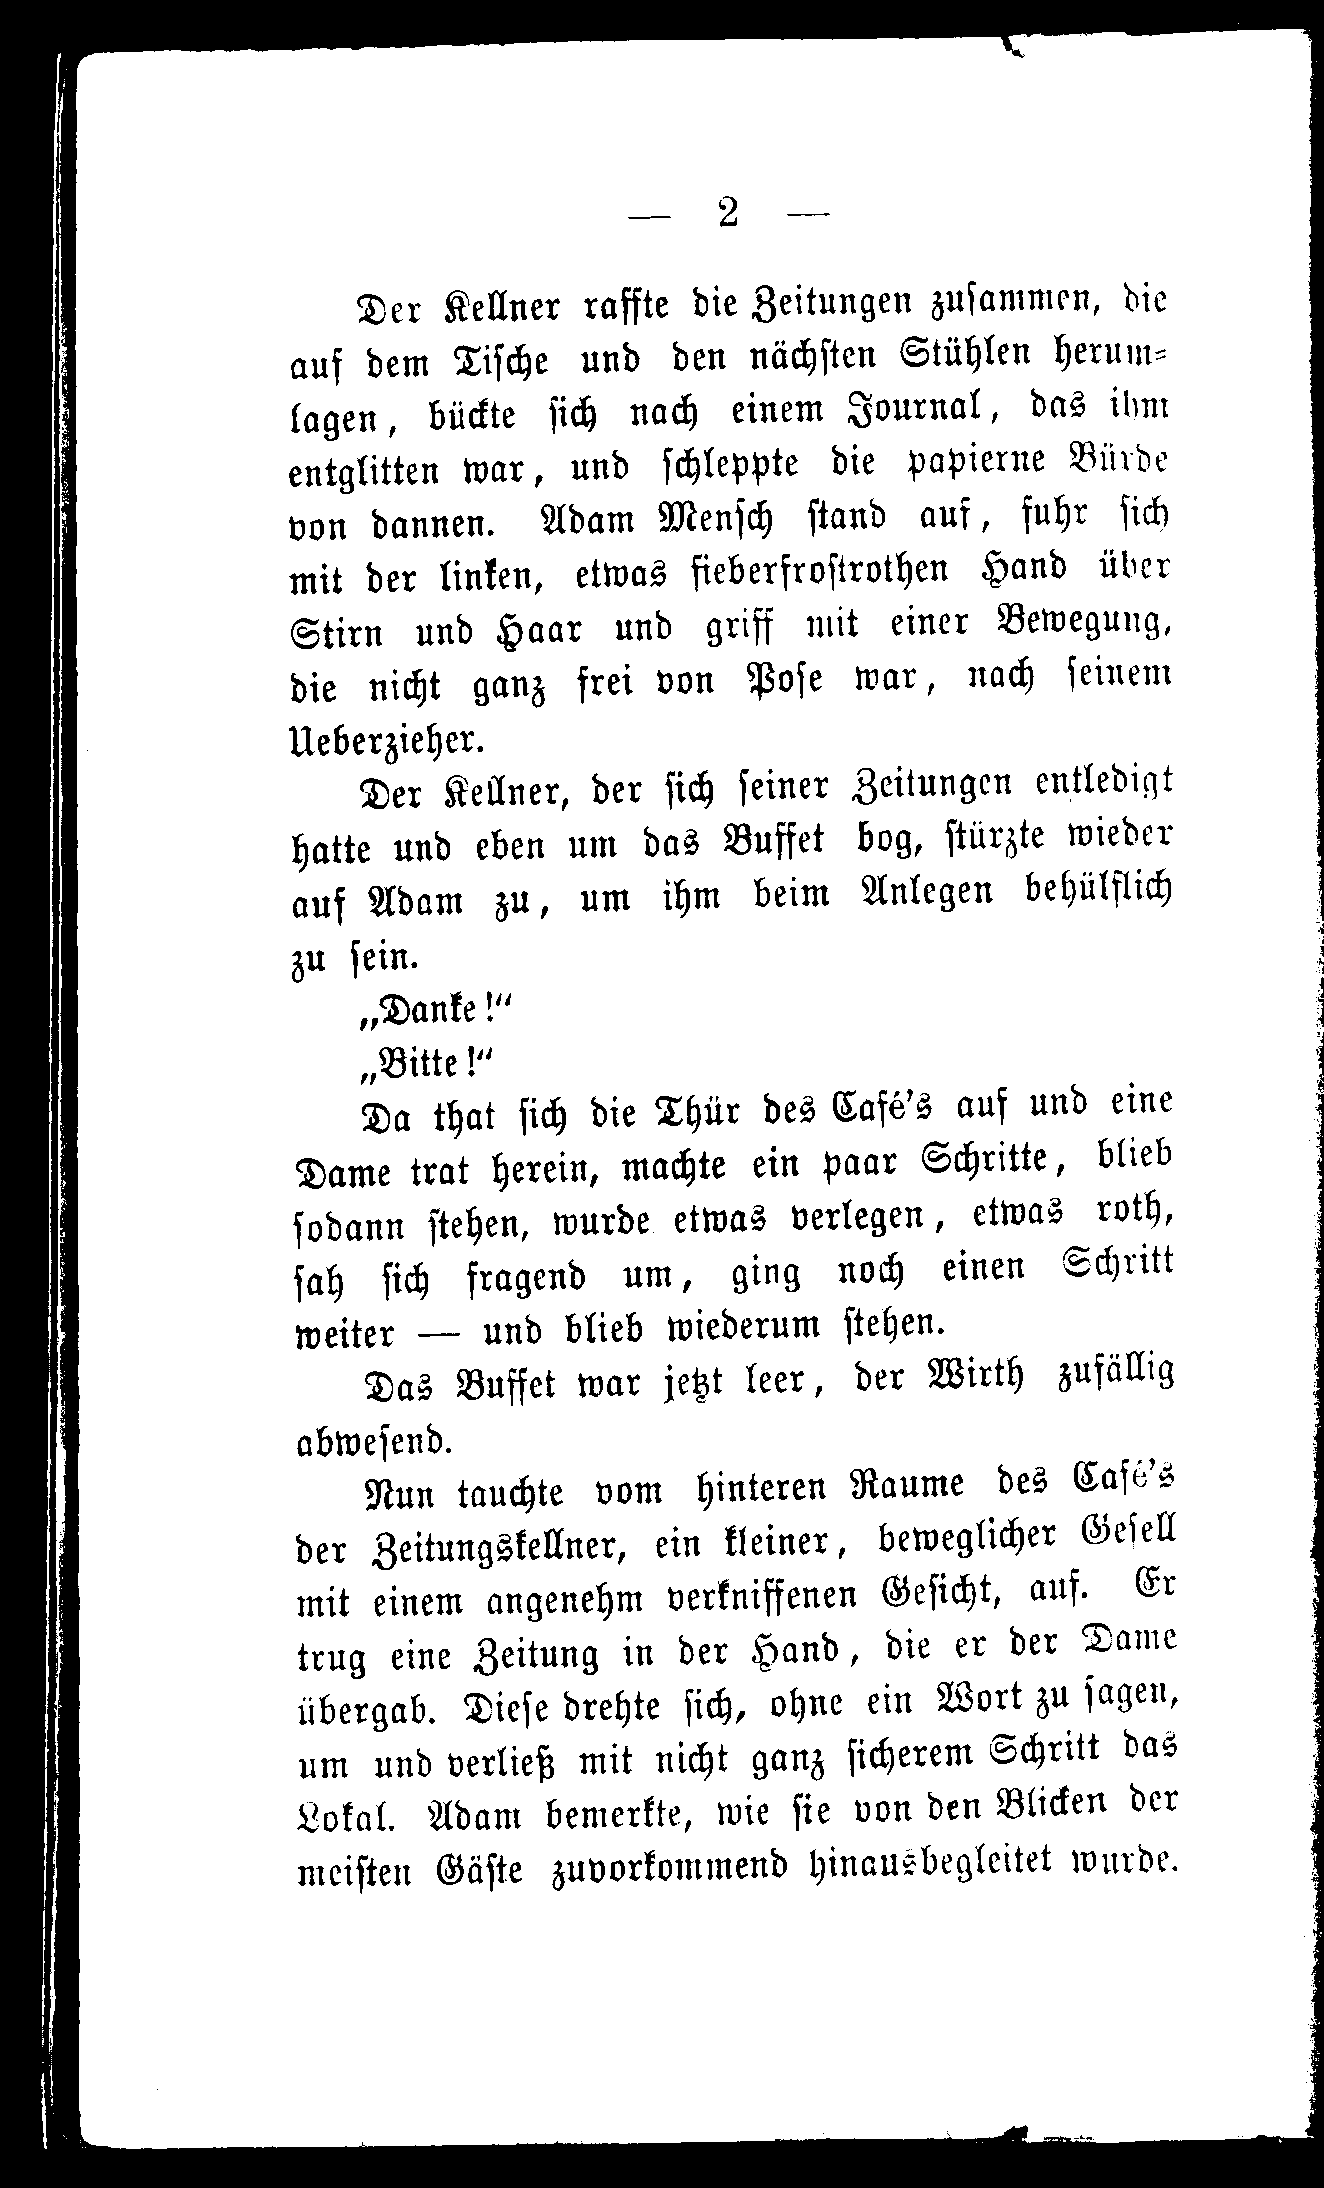 — 2 —
Der Kellner raffte die Zeitungen zuſammen, die
auf dem Tiſche und den nächſten Stühlen herum⸗
lagen, bückte ſich nach einem Journal, das ihm
entglitten war, und ſchleppte die papierne Bürde
von dannen. Adam Menſch ſtand auf, fuhr ſich
mit der linken, etwas fieberfroſtrothen Hand über
Stirn und Haar und griff mit einer Bewegung,
die nicht ganz frei von Poſe war, nach ſeinem
Ueberzieher.
Der Kellner, der ſich ſeiner Zeitungen entledigt
hatte und eben um das Buffet bog, ſtürzte wieder
auf Adam zu, um ihm beim Anlegen behülflich
zu ſein.
„Danke!“
„Bitte!“
Da that ſich die Thür des Café's auf und eine
Dame trat herein, machte ein paar Schritte, blieb
ſodann ſtehen, wurde etwas verlegen, etwas roth,
ſah ſich fragend um, ging noch einen Schritt
weiter — und blieb wiederum ſtehen.
Das Buffet war jetzt leer, der Wirth zufällig
abweſend.
Nun tauchte vom hinteren Raume des Café's
der Zeitungskellner, ein kleiner, beweglicher Geſell
mit einem angenehm verkniffenen Geſicht, auf. Er
trug eine Zeitung in der Hand, die er der Dame
übergab. Dieſe drehte ſich, ohne ein Wort zu ſagen,
um und verließ mit nicht ganz ſicherem Schritt das
Lokal. Adam bemerkte, wie ſie von den Blicken der
meiſten Gäſte zuvorkommend hinausbegleitet wurde.